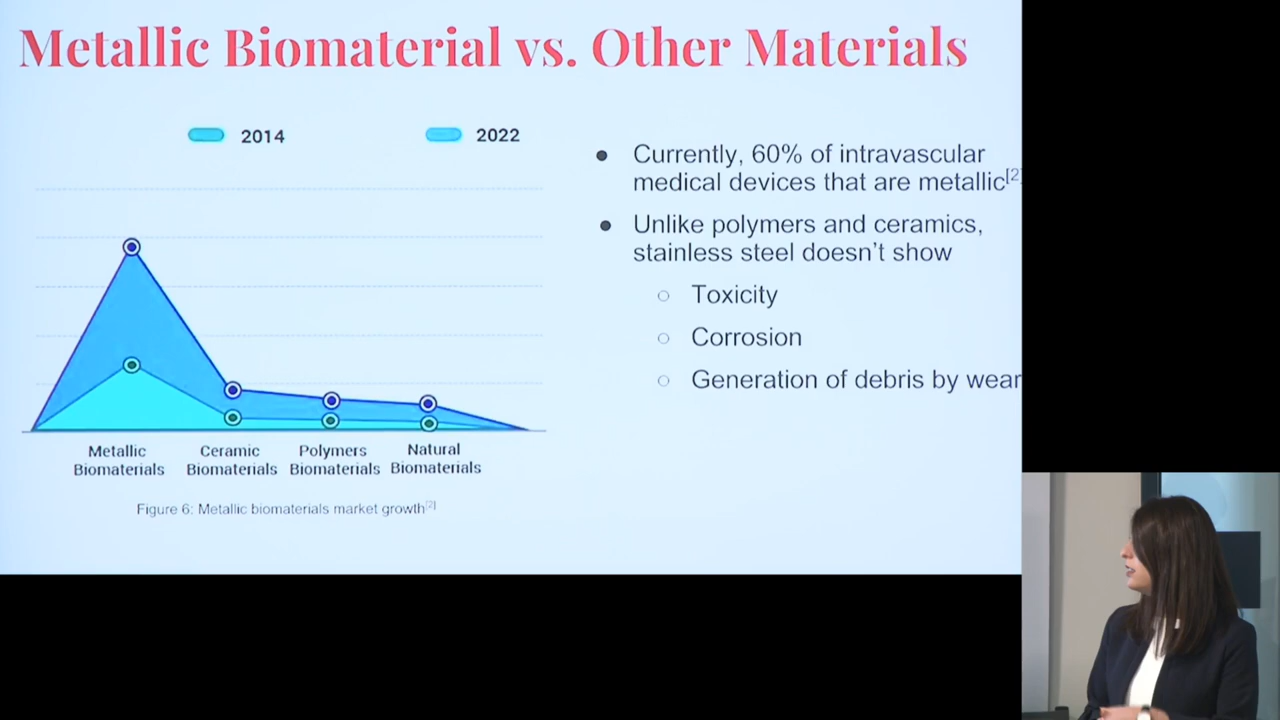 Metallic Biomaterial vs. Other Materials
2014
2022
Metallic
Biomaterials
Ceramic
Biomaterials
Polymers
Biomaterials
Natural
Biomaterials
Figure 6: Metallic biomaterials market growth[2]
Currently, 60% of intravascular
medical devices that are metallic[2]
Unlike polymers and ceramics,
stainless steel doesn't show
Toxicity
Corrosion
Generation of debris by wear